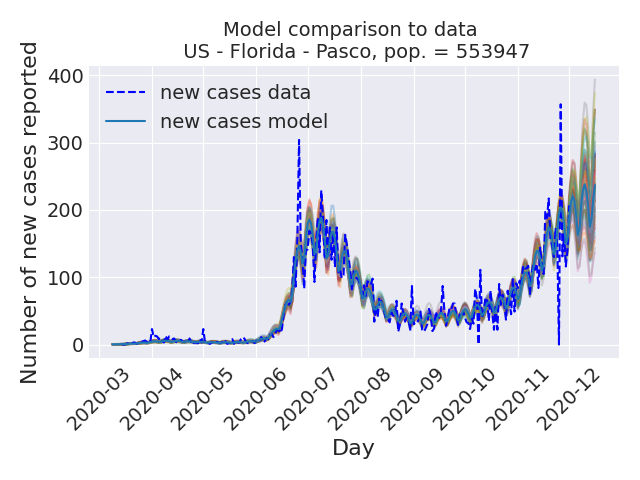 Model comparison to data
US - Florida - Pasco, pop. = 553947
Number of new cases reported
400
300
200
100
0
new cases data
new cases model
2020-03
2020-04
2020-05
2020-06
2020-07
2020-08
2020-09
2020-10
2020-11
2020-12
Day